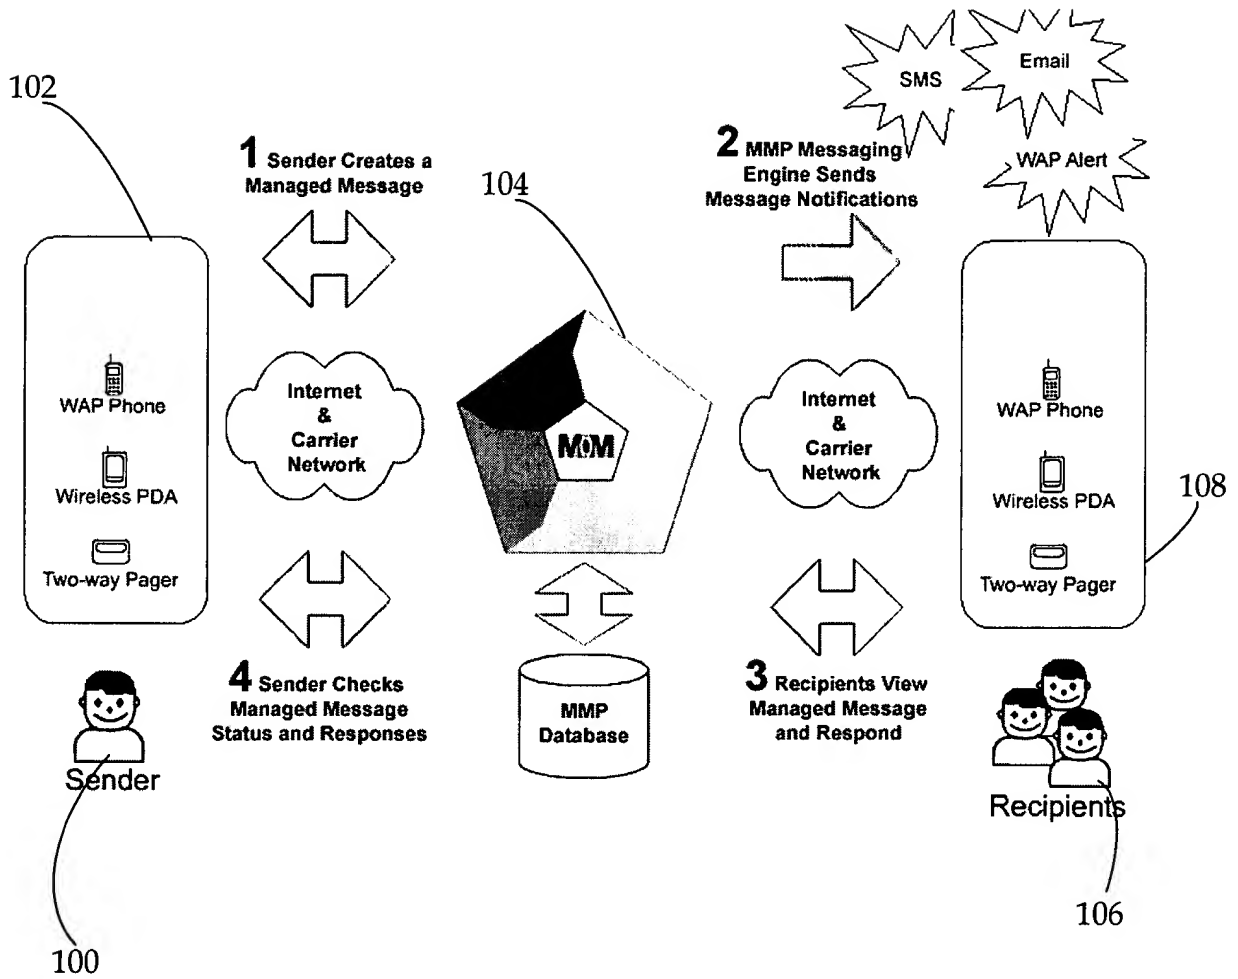 SMS
Email
102
1 Sender Creates a
Managed Message
2 MMP Messaging
Engine Sends
Message Notifications
WAP Alert
104
WAP Phone
Wireless PDA
Two-way Pager
Internet
&
Carrier
Network
Internet
&
Carrier
Network
WAP Phone
Wireless PDA
Two-way Pager
108
4 Sender Checks
Managed Message
Status and Responses
MMP
Database
3 Recipients View
Managed Message
and Respond
Sender
Recipients
100
106